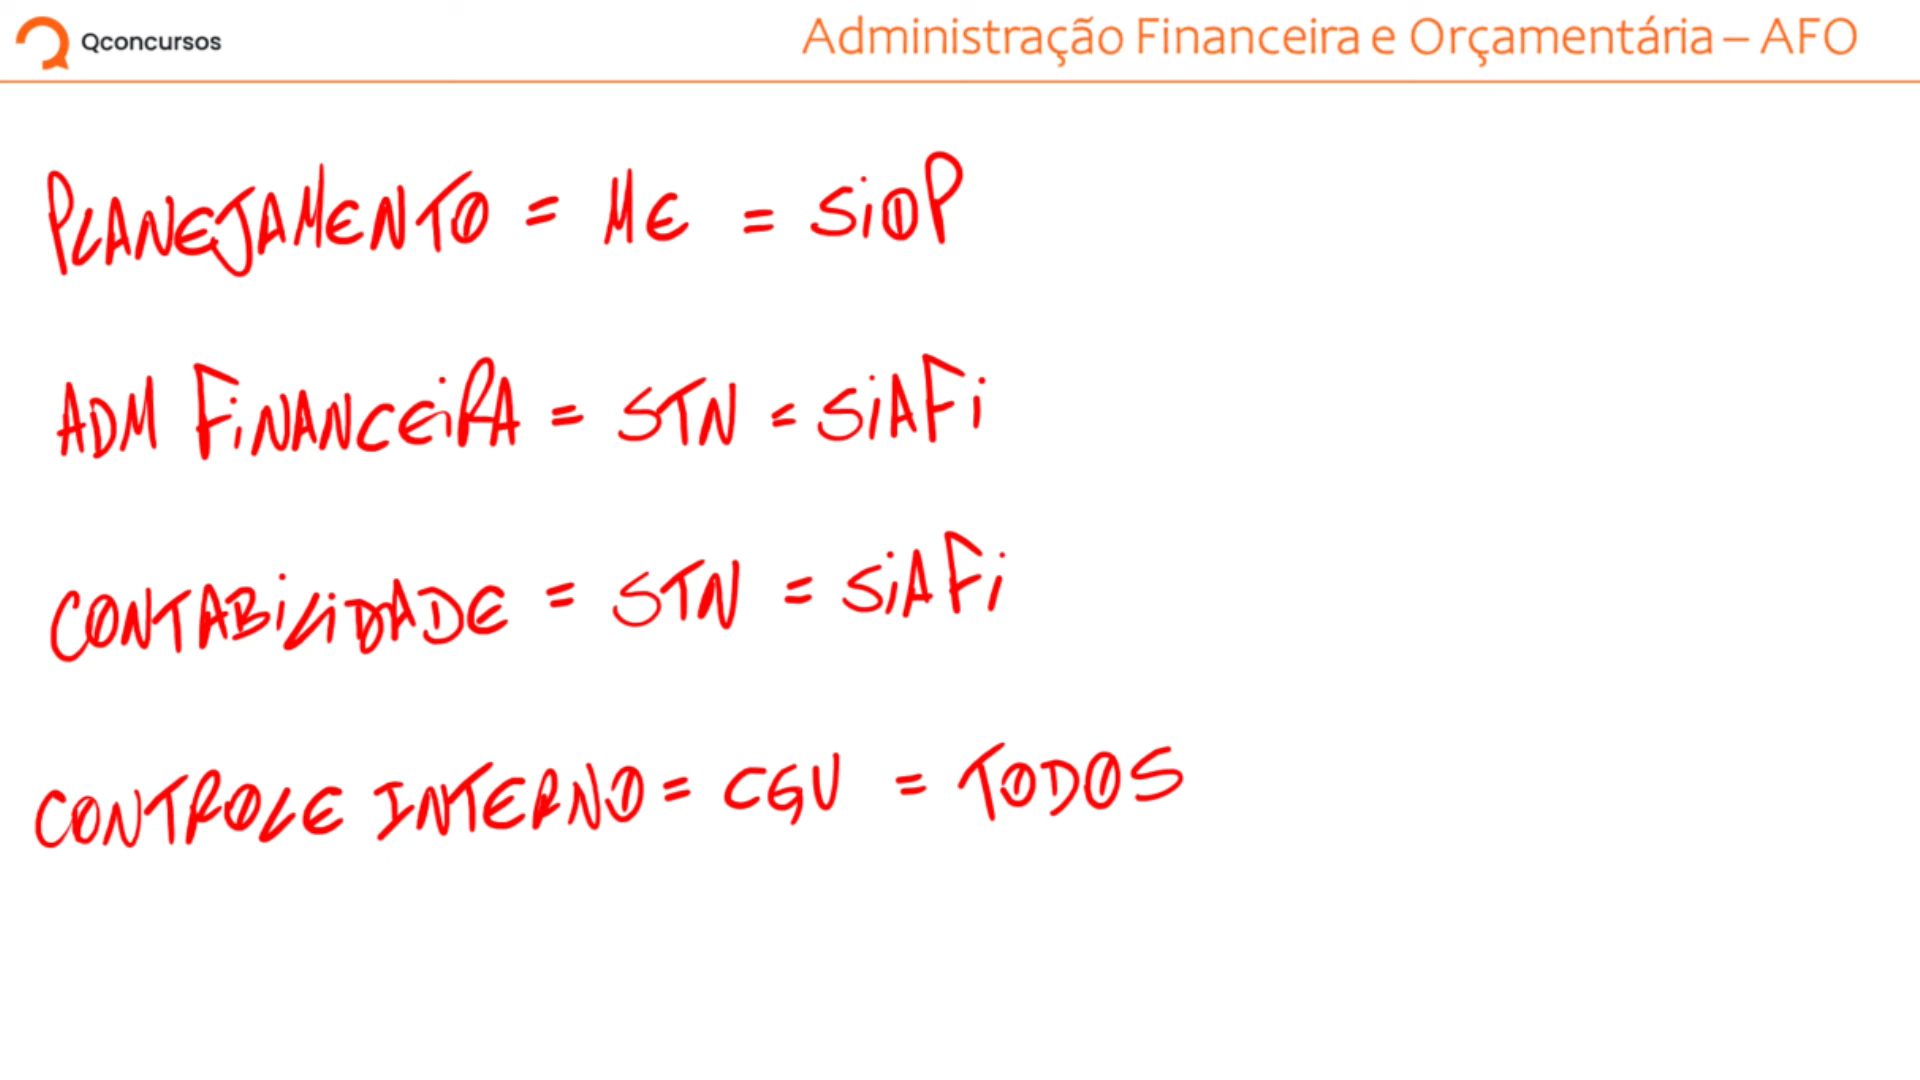 Qconcursos
Administração Financeira e Orçamentária – AFO
PLANEJAMENTO = ME = SiOP
ADM FiNANCEiRA = STN = SiAFi
CONTABiLiDADE = STN = SiAFi
CONTROLE INTERNO = CGU = TODOS